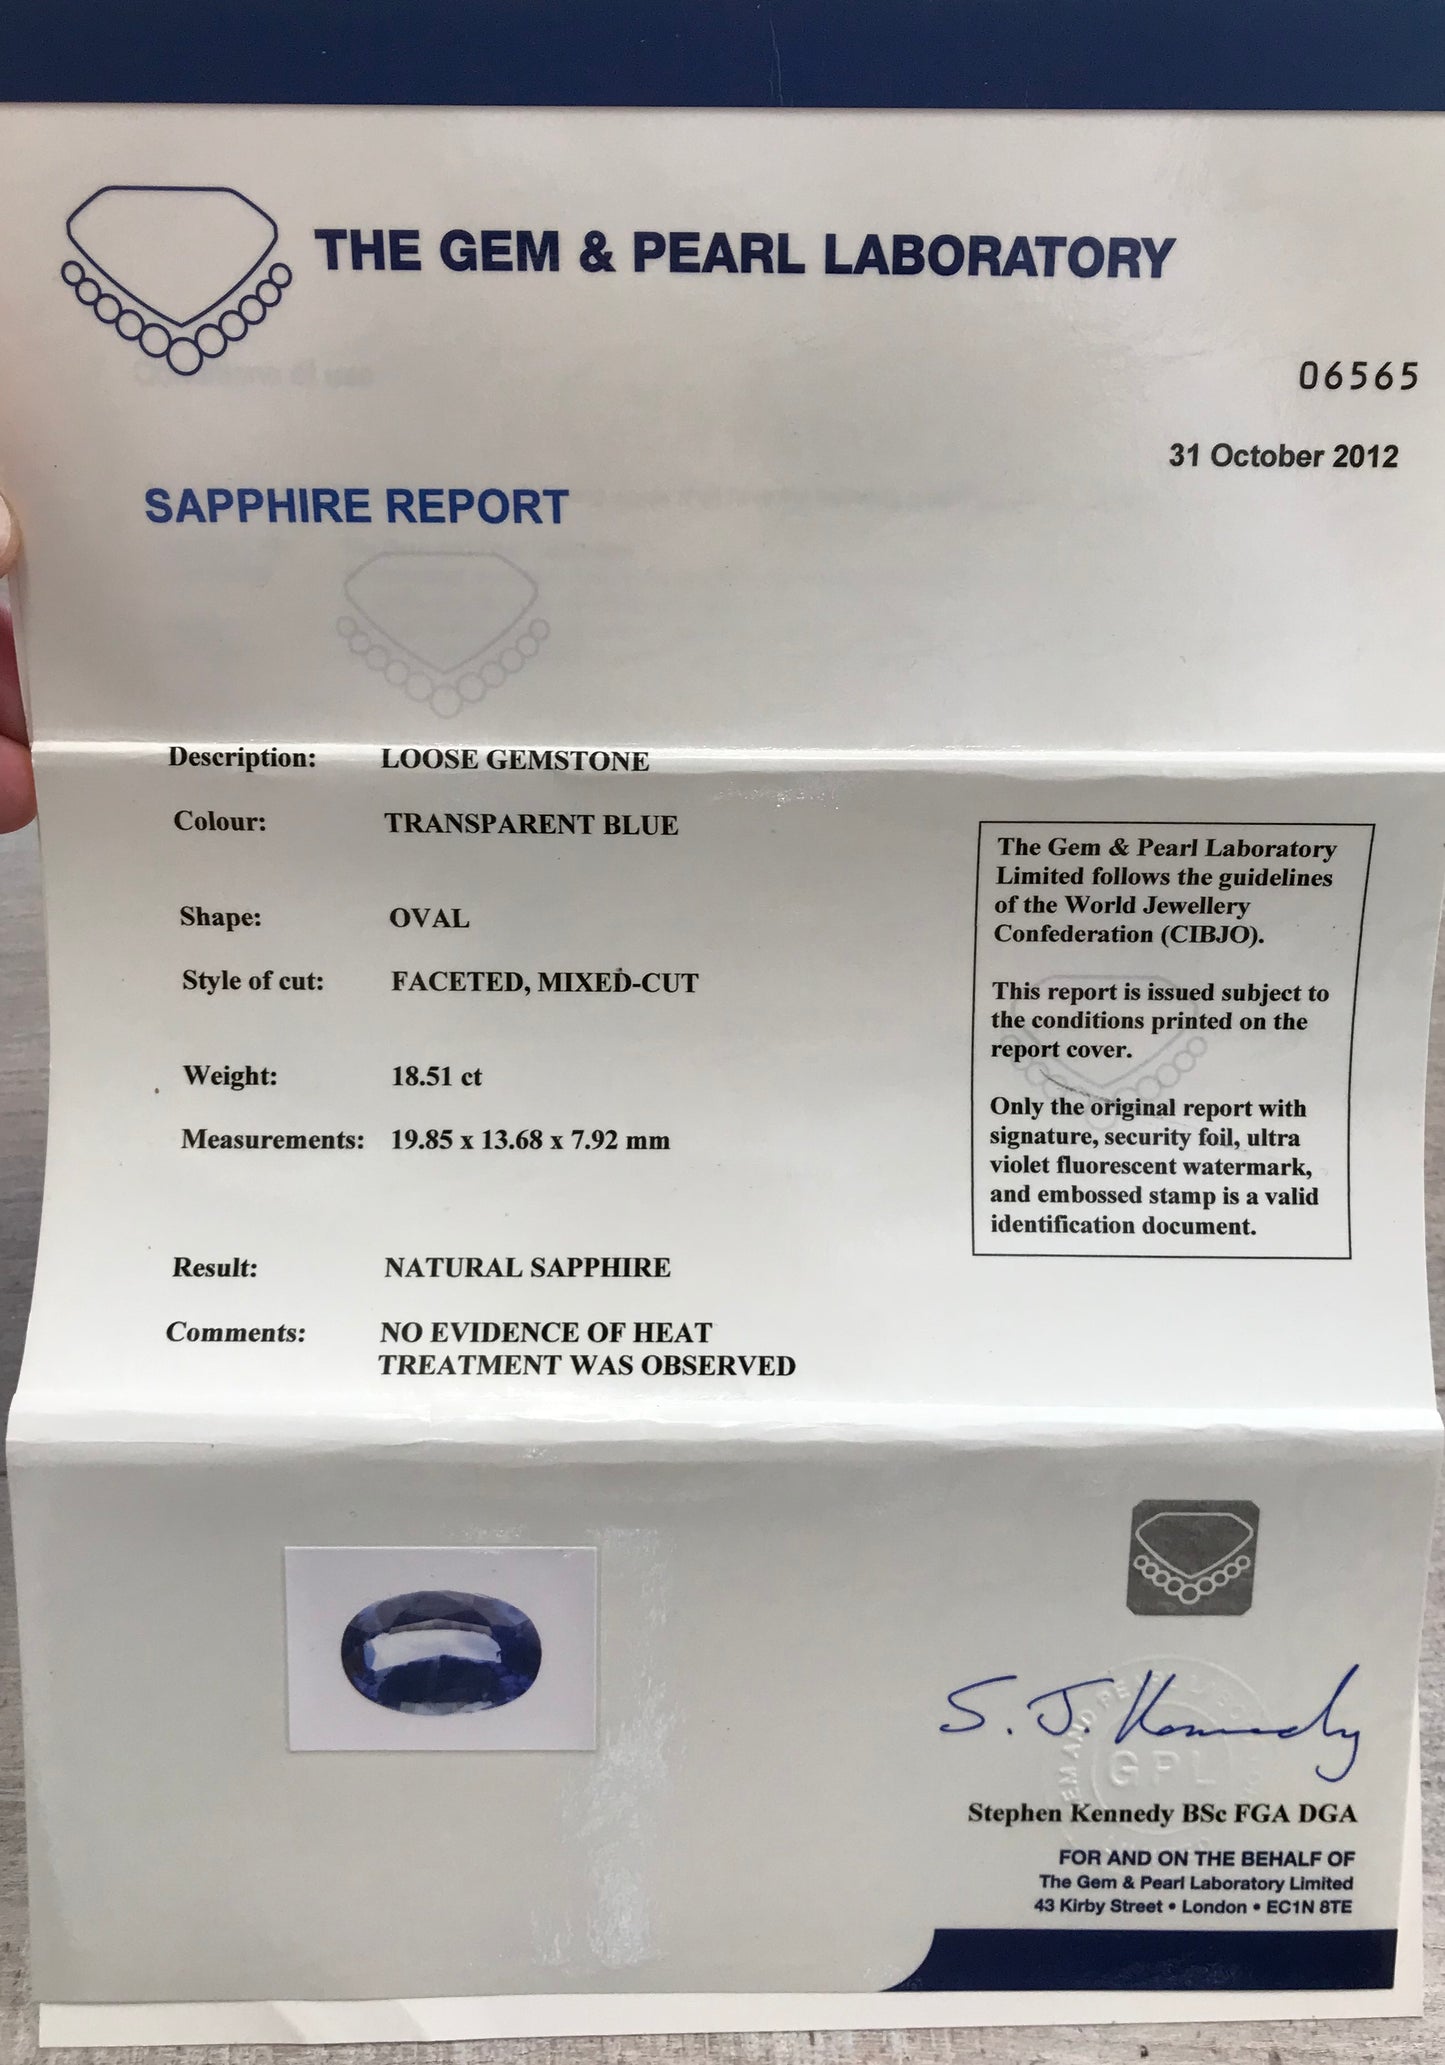 THE GEM & PEARL LABORATORY
06565
31 October 2012
SAPPHIRE REPORT
Description: LOOSE GEMSTONE
Colour: TRANSPARENT BLUE
Shape: OVAL
Style of cut: FACETED, MIXED-CUT
Weight: 18.51 ct
Measurements: 19.85 x 13.68 x 7.92 mm
Result: NATURAL SAPPHIRE
Comments: NO EVIDENCE OF HEAT
TREATMENT WAS OBSERVED
The Gem & Pearl Laboratory
Limited follows the guidelines
of the World Jewellery
Confederation (CIBJO).
This report is issued subject to
the conditions printed on the
report cover.
Only the original report with
signature, security foil, ultra
violet fluorescent watermark,
and embossed stamp is a valid
identification document.
S. J. Kennedy
GPL
Stephen Kennedy BSc FGA DGA
FOR AND ON THE BEHALF OF
The Gem & Pearl Laboratory Limited
43 Kirby Street • London • EC1N 8TE